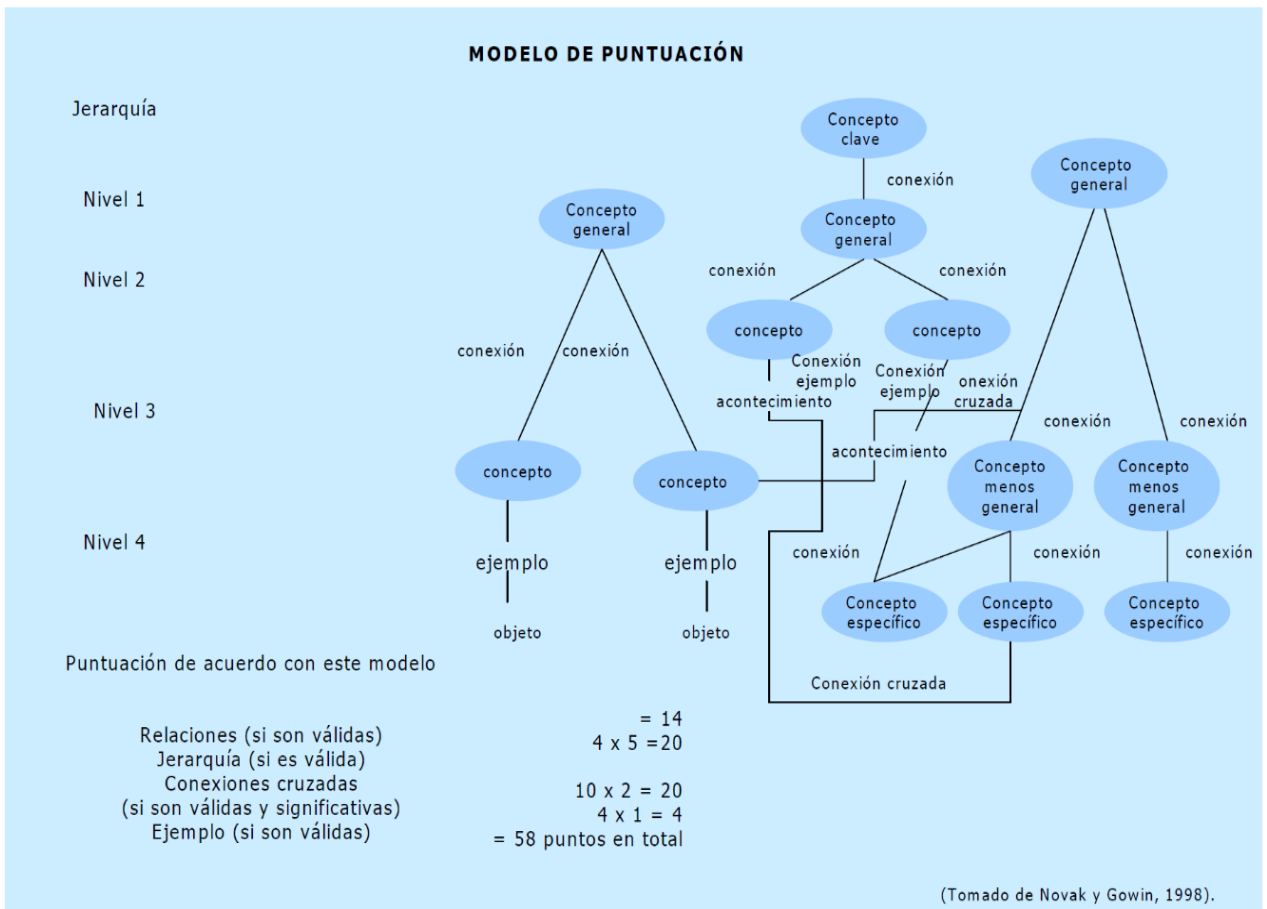 MODELO DE PUNTUACIÓN
Jerarquía
Concepto
clave
Concepto
general
conexión
Nivel 1
Concepto
general
Concepto
general
Nivel 2
conexión
conexión
concepto
concepto
conexión
conexión
Conexión
ejemplo
Conexión
ejemplo
onexión
cruzada
acontecimiento
Nivel 3
conexión
conexión
acontecimiento
concepto
concepto
Concepto
menos
general
Concepto
menos
general
Nivel 4
ejemplo
ejemplo
conexión
conexión
conexión
Concepto
específico
Concepto
específico
Concepto
específico
objeto
objeto
Puntuación de acuerdo con este modelo
Conexión cruzada
Relaciones (si son válidas)
= 14
Jerarquía (si es válida)
4 x 5 =20
Conexiones cruzadas
(si son válidas y significativas)
10 x 2 = 20
Ejemplo (si son válidas)
4 x 1 = 4
= 58 puntos en total
(Tomado de Novak y Gowin, 1998).